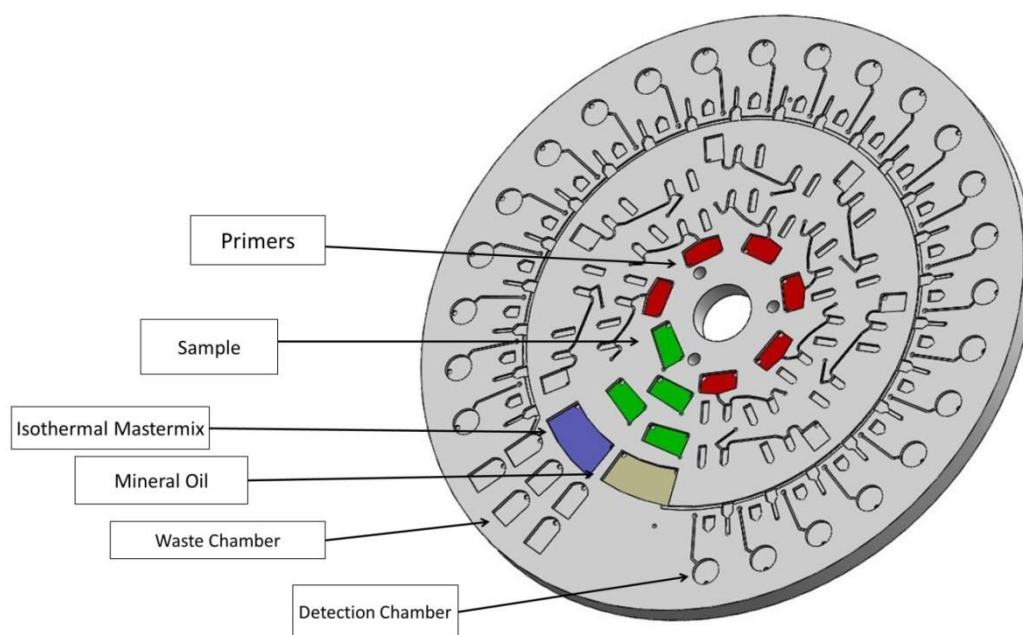 Primers
Sample
Isothermal Mastermix
Mineral Oil
Waste Chamber
Detection Chamber